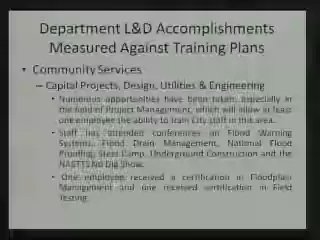 Department L&D Accomplishments
Measured Against Training Plans
• Community Services
– Capital Projects, Design, Utilities & Engineering
• Numerous opportunities have been taken, especially in
the field of Project Management, which will allow at least
one employee the ability to train City staff in this area.
• Staff has attended conferences on Flood Warning
Systems, Flood Drain Management, National Flood
Proofing, Steel Camp, Underground Construction and the
NASTT's No Dig Show.
• One employee received a certification in Floodplain
Management and one received certification in Field
Testing.